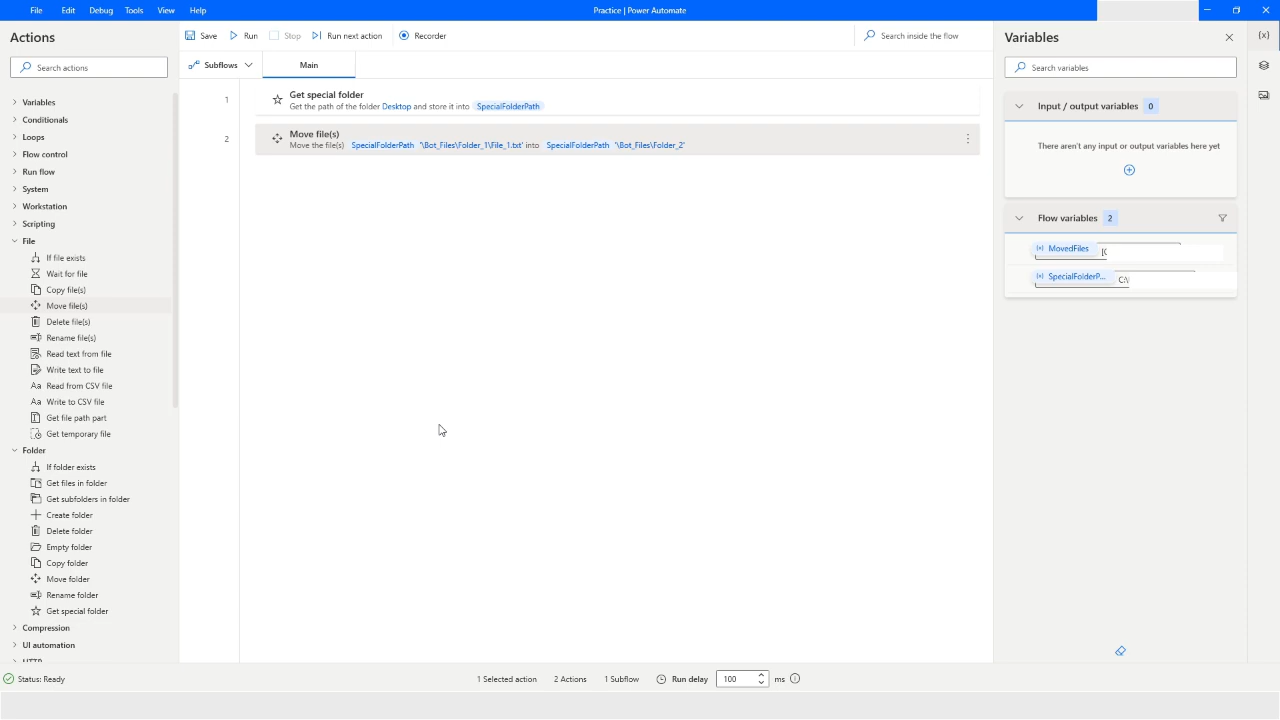 File Edit Debug Tools View Help Practice | Power Automate
Actions
Search actions
Variables
Conditionals
Loops
Flow control
Run flow
System
Workstation
Scripting
File
If file exists
Wait for file
Copy file(s)
Move file(s)
Delete file(s)
Rename file(s)
Read text from file
Write text to file
Read from CSV file
Write to CSV file
Get file path part
Get temporary file
Folder
If folder exists
Get files in folder
Get subfolders in folder
Create folder
Delete folder
Empty folder
Copy folder
Move folder
Rename folder
Get special folder
Compression
UI automation
HTTP
Save Run Stop Run next action Recorder Search inside the flow
Subflows Main
1 Get special folder
Get the path of the folder Desktop and store it into SpecialFolderPath
2 Move file(s)
Move the file(s) SpecialFolderPath '\Bot_Files\Folder_1\File_1.txt' into SpecialFolderPath '\Bot_Files\Folder_2'
Variables {x}
Search variables
Input / output variables 0
There aren't any input or output variables here yet
Flow variables 2
{x} MovedFiles
{x} SpecialFolderP... C:\
Status: Ready 1 Selected action 2 Actions 1 Subflow Run delay 100 ms